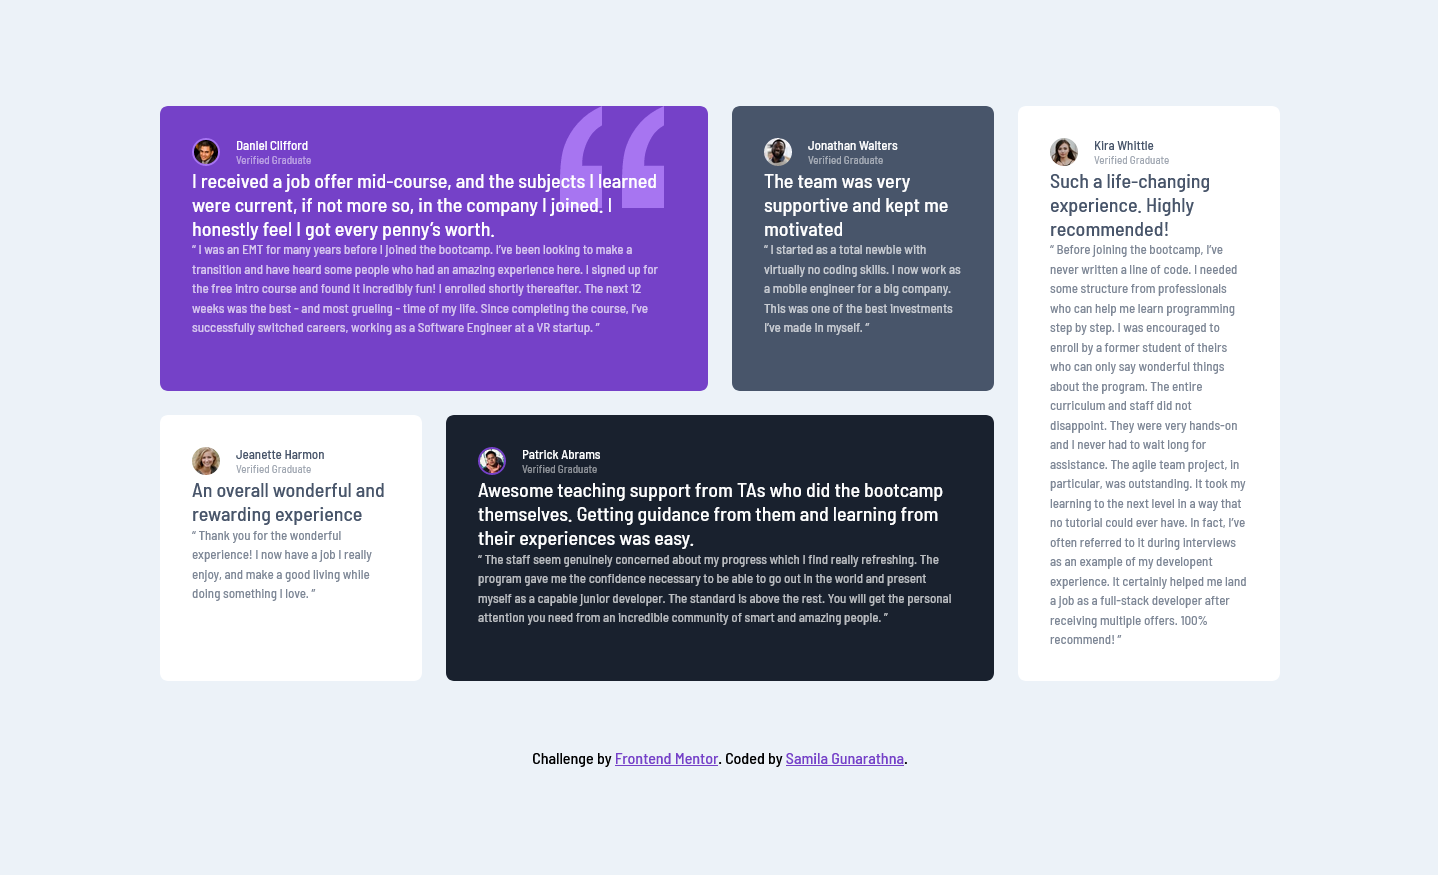 Daniel Clifford
Verified Graduate
I received a job offer mid-course, and the subjects I learned
were current, if not more so, in the company I joined. I
honestly feel I got every penny’s worth.
“ I was an EMT for many years before I joined the bootcamp. I’ve been looking to make a
transition and have heard some people who had an amazing experience here. I signed up for
the free intro course and found it incredibly fun! I enrolled shortly thereafter. The next 12
weeks was the best - and most grueling - time of my life. Since completing the course, I’ve
successfully switched careers, working as a Software Engineer at a VR startup. ”
Jonathan Walters
Verified Graduate
The team was very
supportive and kept me
motivated
“ I started as a total newbie with
virtually no coding skills. I now work as
a mobile engineer for a big company.
This was one of the best investments
I’ve made in myself. ”
Kira Whittle
Verified Graduate
Such a life-changing
experience. Highly
recommended!
“ Before joining the bootcamp, I’ve
never written a line of code. I needed
some structure from professionals
who can help me learn programming
step by step. I was encouraged to
enroll by a former student of theirs
who can only say wonderful things
about the program. The entire
curriculum and staff did not
disappoint. They were very hands-on
and I never had to wait long for
assistance. The agile team project, in
particular, was outstanding. It took my
learning to the next level in a way that
no tutorial could ever have. In fact, I’ve
often referred to it during interviews
as an example of my developent
experience. It certainly helped me land
a job as a full-stack developer after
receiving multiple offers. 100%
recommend! ”
Jeanette Harmon
Verified Graduate
An overall wonderful and
rewarding experience
“ Thank you for the wonderful
experience! I now have a job I really
enjoy, and make a good living while
doing something I love. ”
Patrick Abrams
Verified Graduate
Awesome teaching support from TAs who did the bootcamp
themselves. Getting guidance from them and learning from
their experiences was easy.
“ The staff seem genuinely concerned about my progress which I find really refreshing. The
program gave me the confidence necessary to be able to go out in the world and present
myself as a capable junior developer. The standard is above the rest. You will get the personal
attention you need from an incredible community of smart and amazing people. ”
Challenge by Frontend Mentor. Coded by Samila Gunarathna.